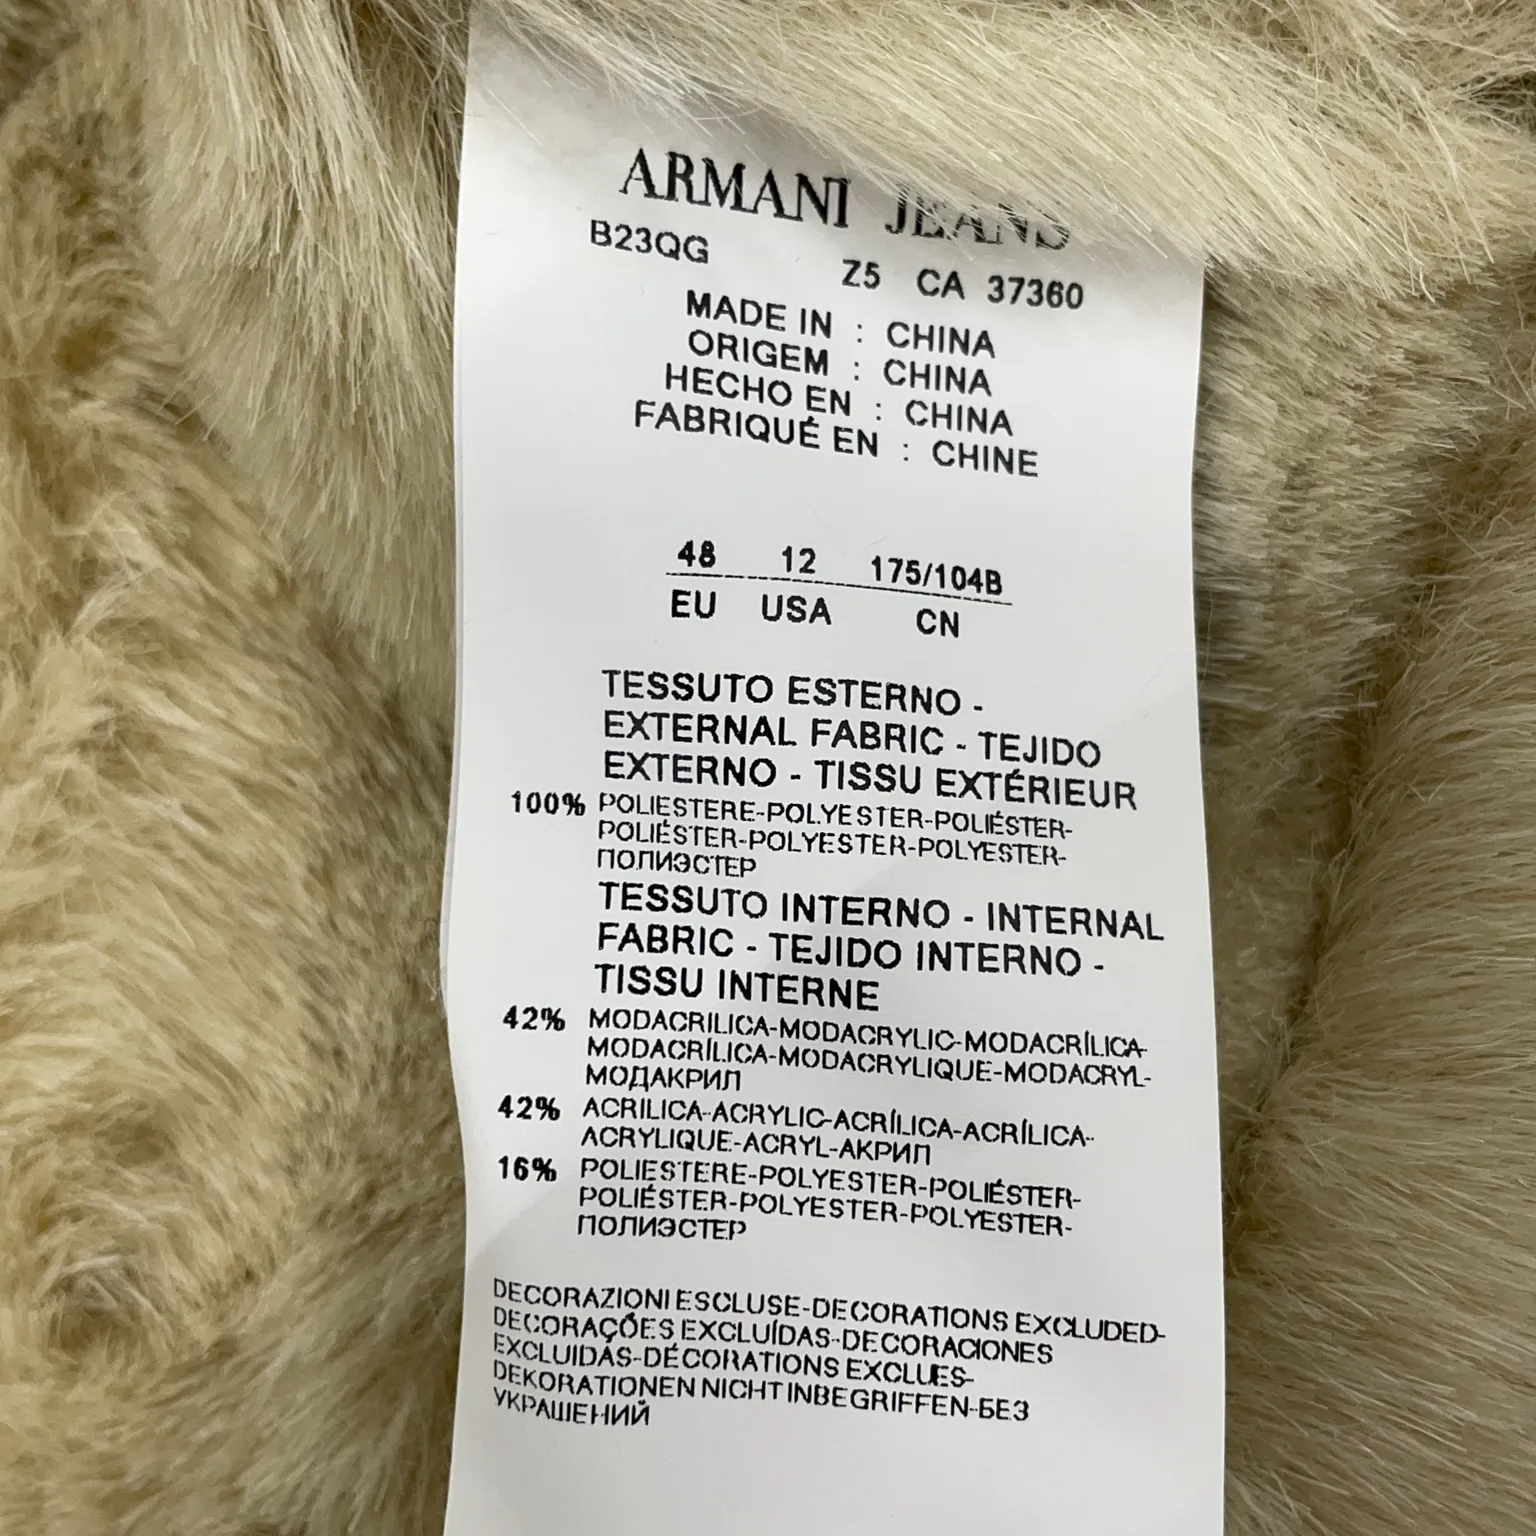 ARMANI JEANS
B23QG Z5 CA 37360
MADE IN : CHINA
ORIGEM : CHINA
HECHO EN : CHINA
FABRIQUÉ EN : CHINE
48 12 175/104B
EU USA CN
TESSUTO ESTERNO -
EXTERNAL FABRIC - TEJIDO
EXTERNO - TISSU EXTÉRIEUR
100% POLIESTERE-POLYESTER-POLIÉSTER-
POLIÉSTER-POLYESTER-POLYESTER-
ПОЛИЭСТЕР
TESSUTO INTERNO - INTERNAL
FABRIC - TEJIDO INTERNO -
TISSU INTERNE
42% MODACRILICA-MODACRYLIC-MODACRÍLICA-
MODACRÍLICA-MODACRYLIQUE-MODACRYL-
МОДАКРИЛ
42% ACRILICA-ACRYLIC-ACRÍLICA-ACRÍLICA-
ACRYLIQUE-ACRYL-АКРИЛ
16% POLIESTERE-POLYESTER-POLIÉSTER-
POLIÉSTER-POLYESTER-POLYESTER-
ПОЛИЭСТЕР
DECORAZIONI ESCLUSE-DECORATIONS EXCLUDED-
DECORAÇÕES EXCLUÍDAS-DECORACIONES
EXCLUIDAS-DÉCORATIONS EXCLUES-
DEKORATIONEN NICHT INBEGRIFFEN-БЕЗ
УКРАШЕНИЙ